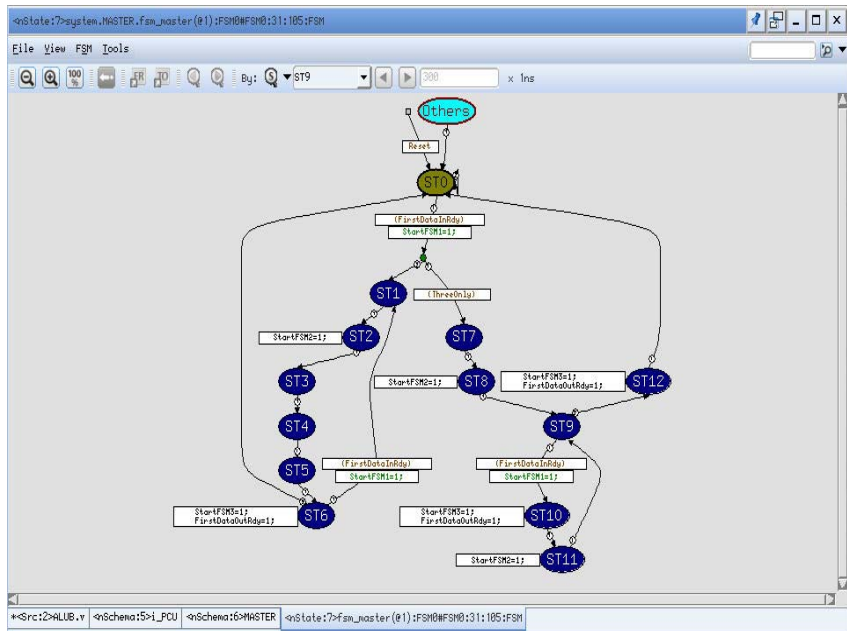 <nState:7>system.MASTER.fsm_master(@1):FSM0#FSM0:31:105:FSM
File View FSM Tools
100 %
FR TO By: S ST9 300 x 1ns
Others
Reset
ST0
(FirstDataInRdy)
StartFSM1=1;
ST1
(ThreeOnly)
StartFSM2=1;
ST2
ST7
ST3
StartFSM2=1;
ST8
StartFSM3=1;
FirstDataOutRdy=1;
ST12
ST4
ST9
ST5
(FirstDataInRdy)
StartFSM1=1;
(FirstDataInRdy)
StartFSM1=1;
StartFSM3=1;
FirstDataOutRdy=1;
ST6
StartFSM3=1;
FirstDataOutRdy=1;
ST10
StartFSM2=1;
ST11
*<Src:2>ALUB.v <nSchema:5>i_PCU <nSchema:6>MASTER <nState:7>fsm_master(@1):FSM0#FSM0:31:105:FSM